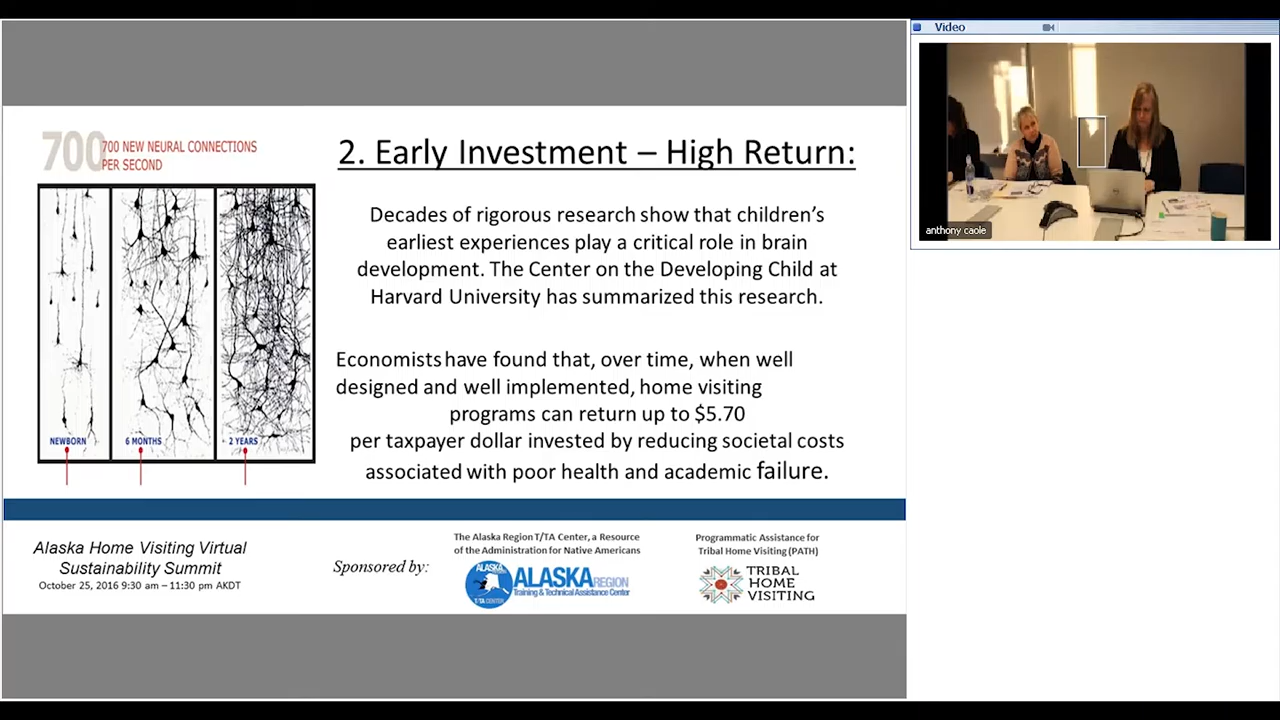 Video
anthony caole
700
700 NEW NEURAL CONNECTIONS
PER SECOND
NEWBORN
6 MONTHS
2 YEARS
2. Early Investment – High Return:
Decades of rigorous research show that children's
earliest experiences play a critical role in brain
development. The Center on the Developing Child at
Harvard University has summarized this research.
Economists have found that, over time, when well
designed and well implemented, home visiting
programs can return up to $5.70
per taxpayer dollar invested by reducing societal costs
associated with poor health and academic failure.
Alaska Home Visiting Virtual
Sustainability Summit
October 25, 2016 9:30 am – 11:30 pm AKDT
Sponsored by:
The Alaska Region T/TA Center, a Resource
of the Administration for Native Americans
ALASKA
T/TA CENTER
ALASKA REGION
Training & Technical Assistance Center
Programmatic Assistance for
Tribal Home Visiting (PATH)
TRIBAL
HOME
VISITING